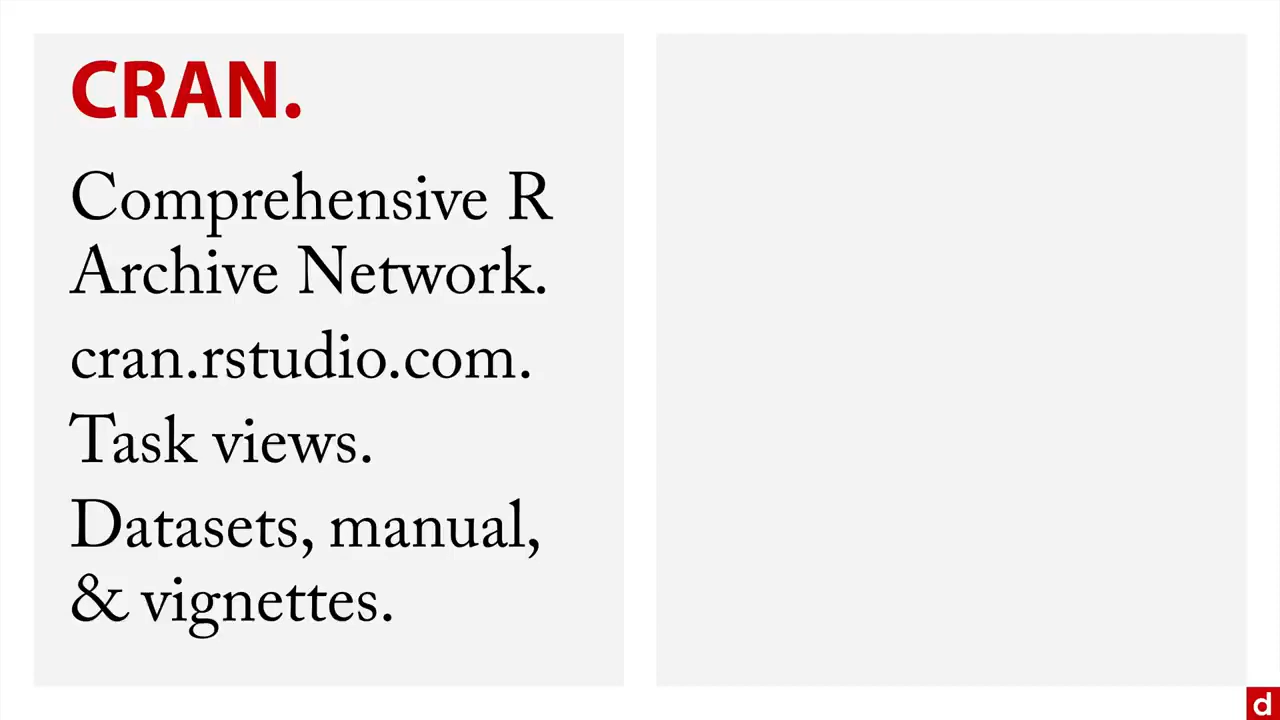 CRAN.
Comprehensive R
Archive Network.
cran.rstudio.com.
Task views.
Datasets, manual,
& vignettes.
d